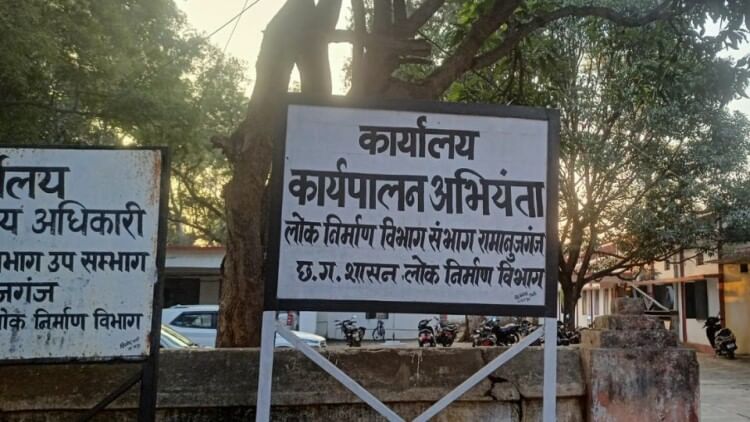 र्यालय
य अधिकारी
भाग उप सम्भाग
जगंज
लोक निर्माण विभाग
कार्यालय
कार्यपालन अभियंता
लोक निर्माण विभाग संभाग रामानुजगंज
छ.ग. शासन लोक निर्माण विभाग